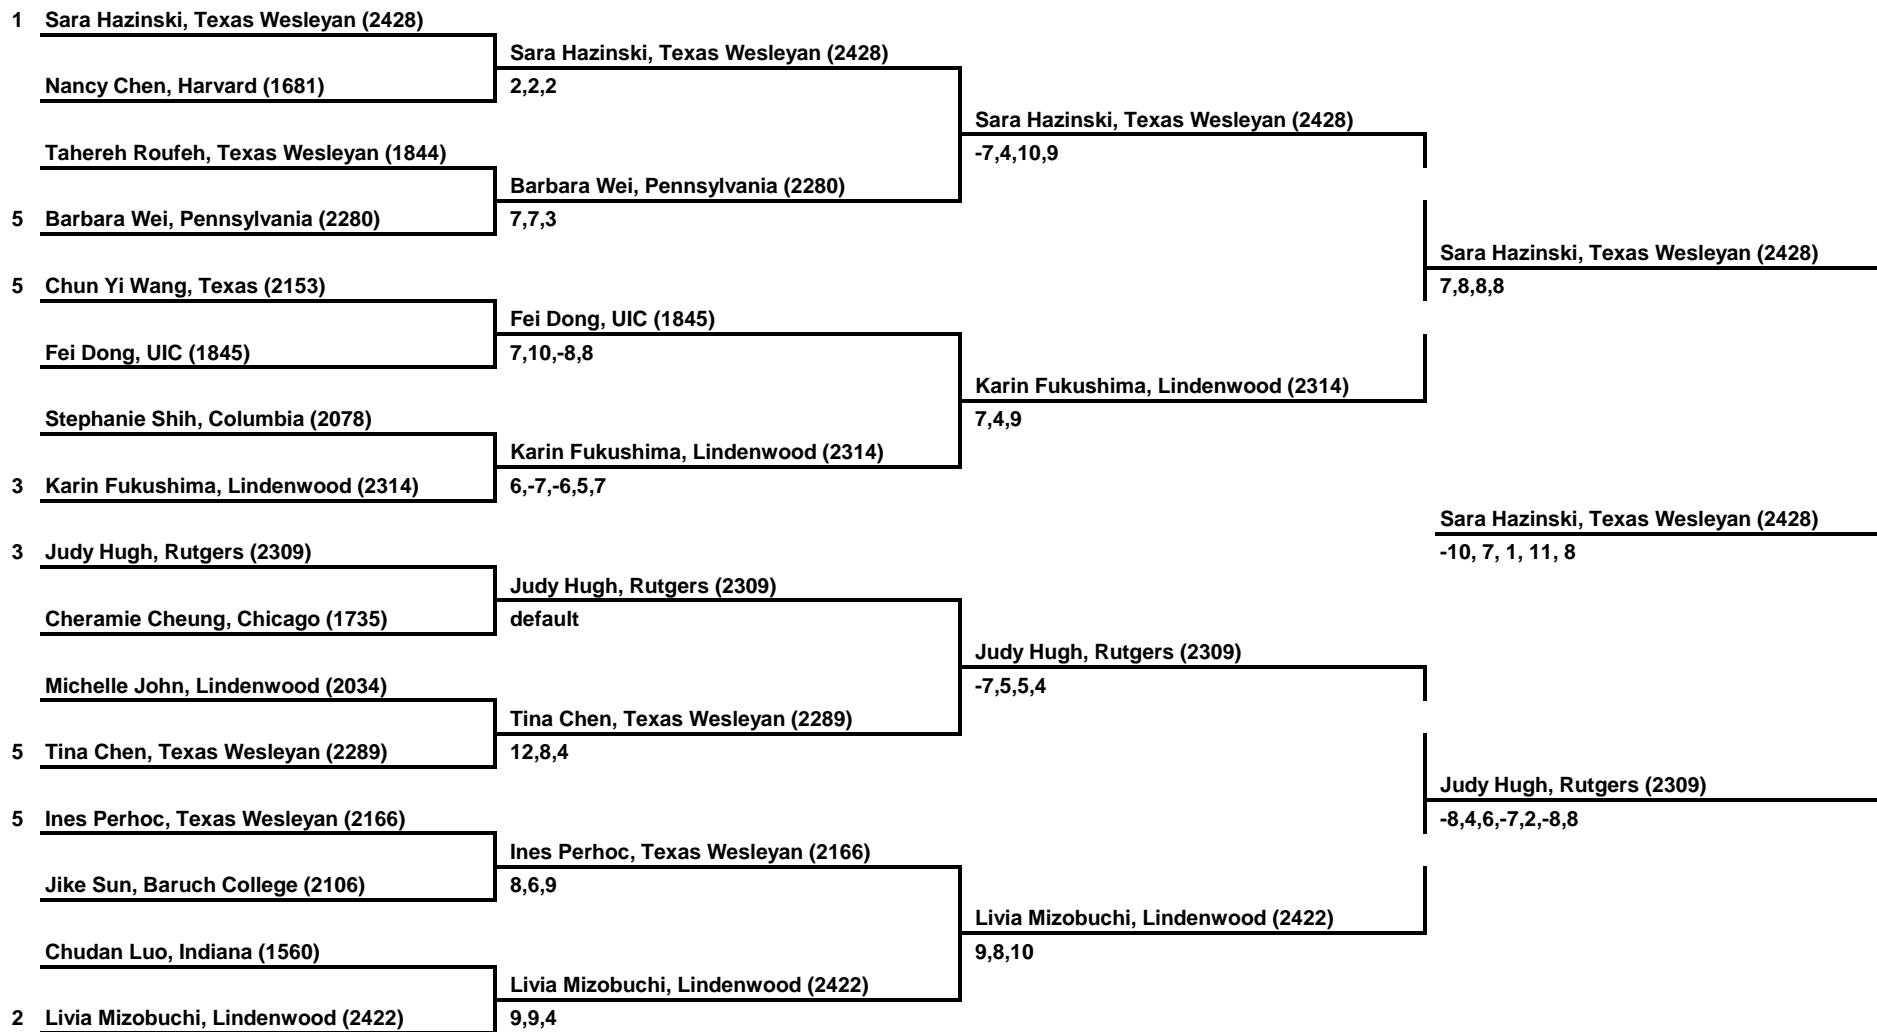 1 Sara Hazinski, Texas Wesleyan (2428)
Sara Hazinski, Texas Wesleyan (2428)
Nancy Chen, Harvard (1681)
2,2,2
Sara Hazinski, Texas Wesleyan (2428)
Tahereh Roufeh, Texas Wesleyan (1844)
-7,4,10,9
Barbara Wei, Pennsylvania (2280)
5 Barbara Wei, Pennsylvania (2280)
7,7,3
Sara Hazinski, Texas Wesleyan (2428)
5 Chun Yi Wang, Texas (2153)
7,8,8,8
Fei Dong, UIC (1845)
Fei Dong, UIC (1845)
7,10,-8,8
Karin Fukushima, Lindenwood (2314)
Stephanie Shih, Columbia (2078)
7,4,9
Karin Fukushima, Lindenwood (2314)
3 Karin Fukushima, Lindenwood (2314)
6,-7,-6,5,7
Sara Hazinski, Texas Wesleyan (2428)
3 Judy Hugh, Rutgers (2309)
-10, 7, 1, 11, 8
Judy Hugh, Rutgers (2309)
Cheramie Cheung, Chicago (1735)
default
Judy Hugh, Rutgers (2309)
Michelle John, Lindenwood (2034)
-7,5,5,4
Tina Chen, Texas Wesleyan (2289)
5 Tina Chen, Texas Wesleyan (2289)
12,8,4
Judy Hugh, Rutgers (2309)
5 Ines Perhoc, Texas Wesleyan (2166)
-8,4,6,-7,2,-8,8
Ines Perhoc, Texas Wesleyan (2166)
Jike Sun, Baruch College (2106)
8,6,9
Livia Mizobuchi, Lindenwood (2422)
Chudan Luo, Indiana (1560)
9,8,10
Livia Mizobuchi, Lindenwood (2422)
2 Livia Mizobuchi, Lindenwood (2422)
9,9,4